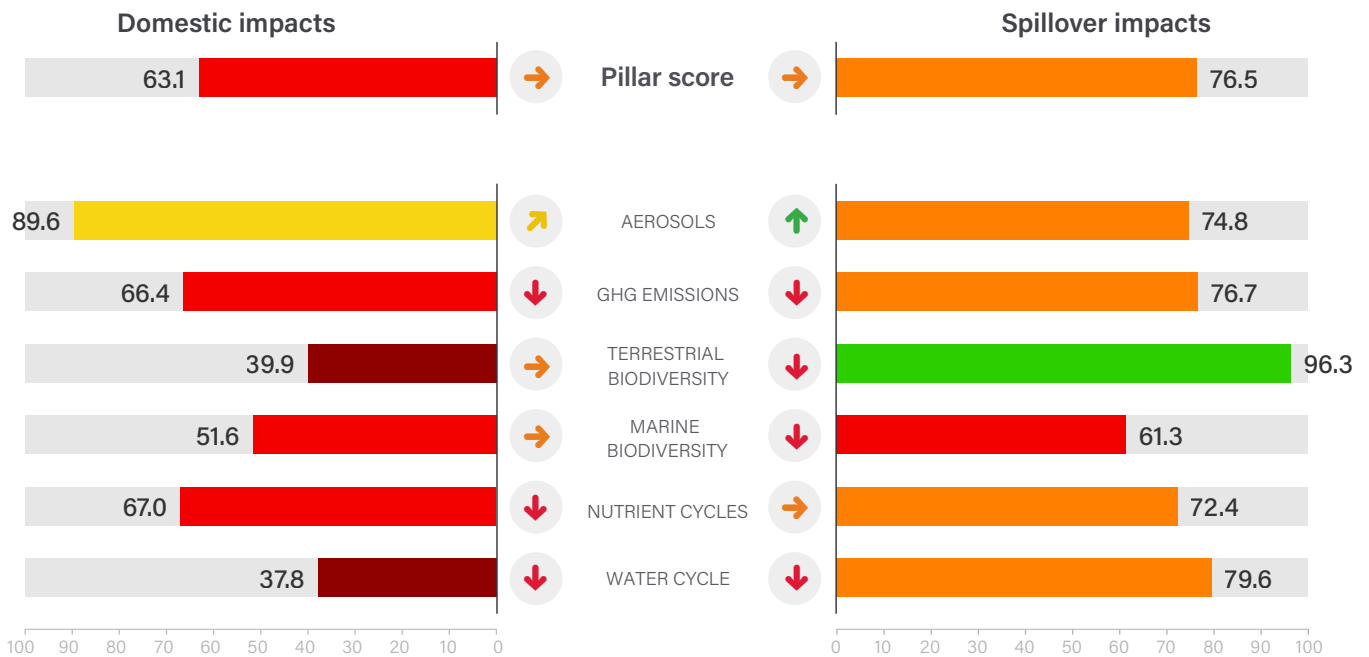 Domestic impacts
Spillover impacts
63.1
Pillar score
76.5
89.6
AEROSOLS
74.8
66.4
GHG EMISSIONS
76.7
39.9
TERRESTRIAL
BIODIVERSITY
96.3
51.6
MARINE
BIODIVERSITY
61.3
67.0
NUTRIENT CYCLES
72.4
37.8
WATER CYCLE
79.6
100 90 80 70 60 50 40 30 20 10 0
0 10 20 30 40 50 60 70 80 90 100